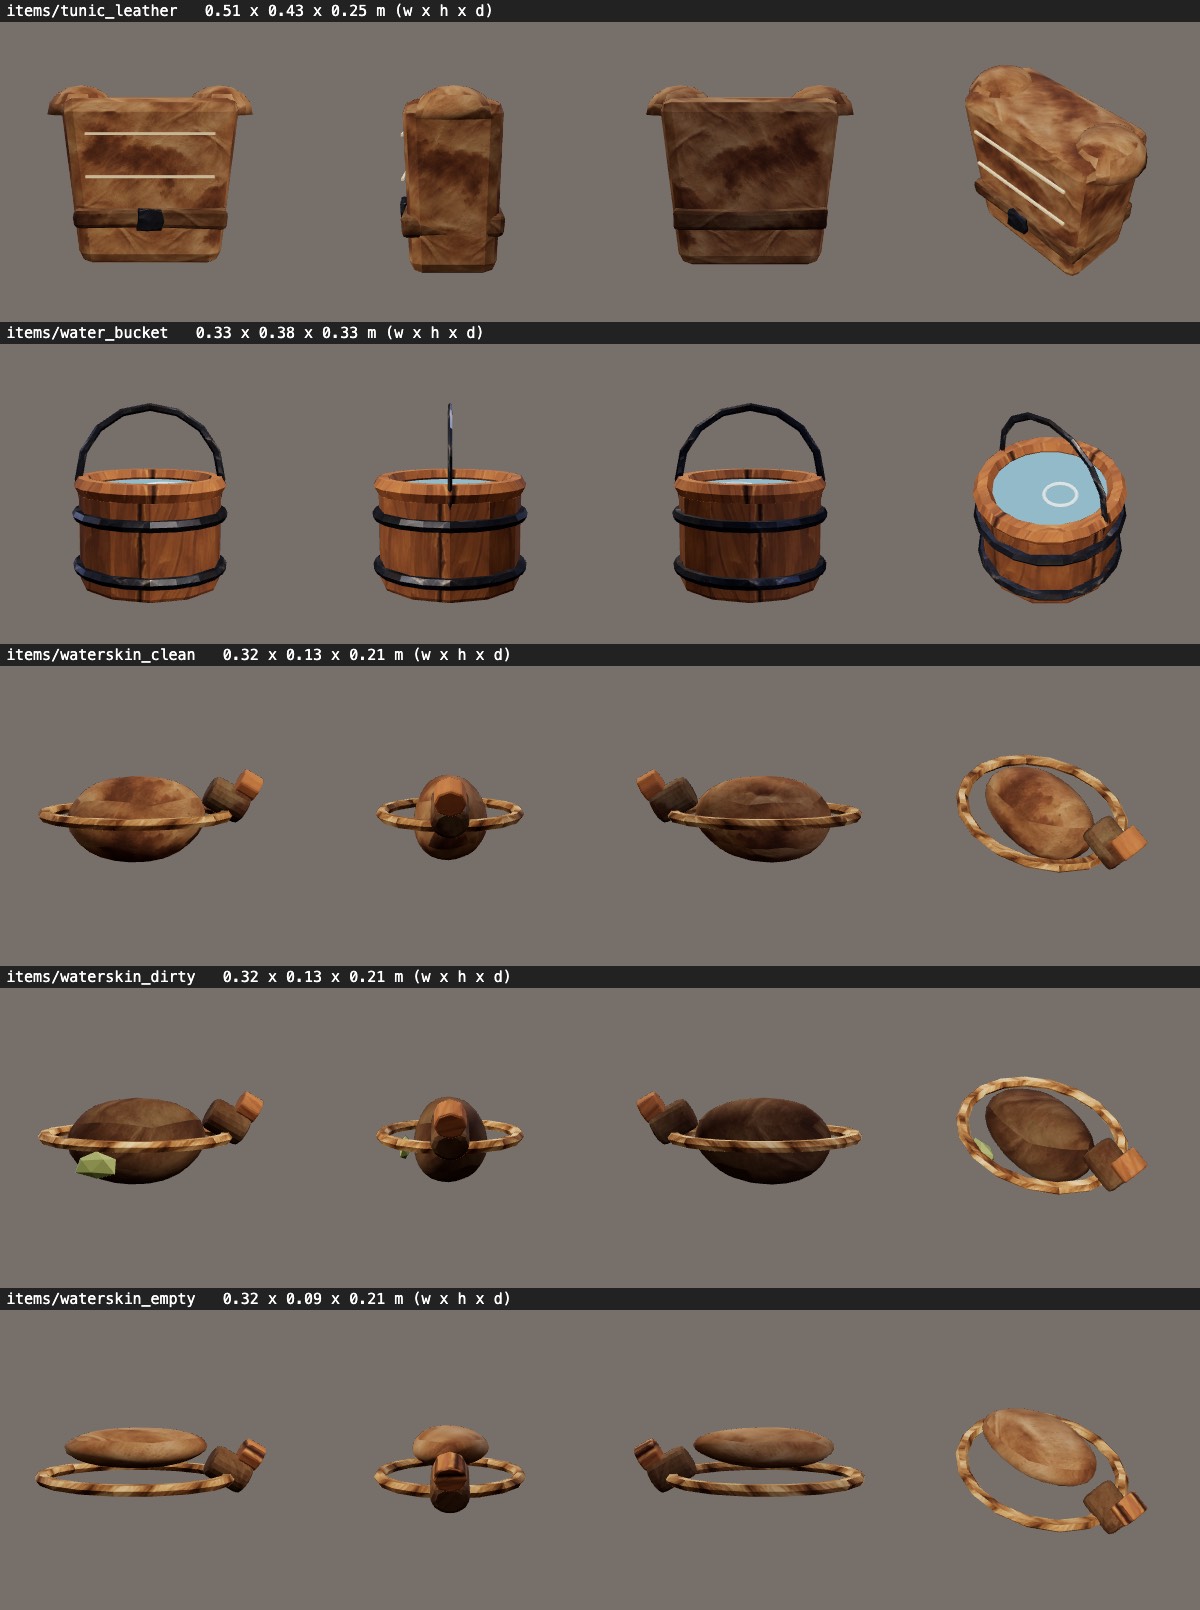 items/tunic_leather   0.51 x 0.43 x 0.25 m (w x h x d)
items/water_bucket   0.33 x 0.38 x 0.33 m (w x h x d)
items/waterskin_clean   0.32 x 0.13 x 0.21 m (w x h x d)
items/waterskin_dirty   0.32 x 0.13 x 0.21 m (w x h x d)
items/waterskin_empty   0.32 x 0.09 x 0.21 m (w x h x d)